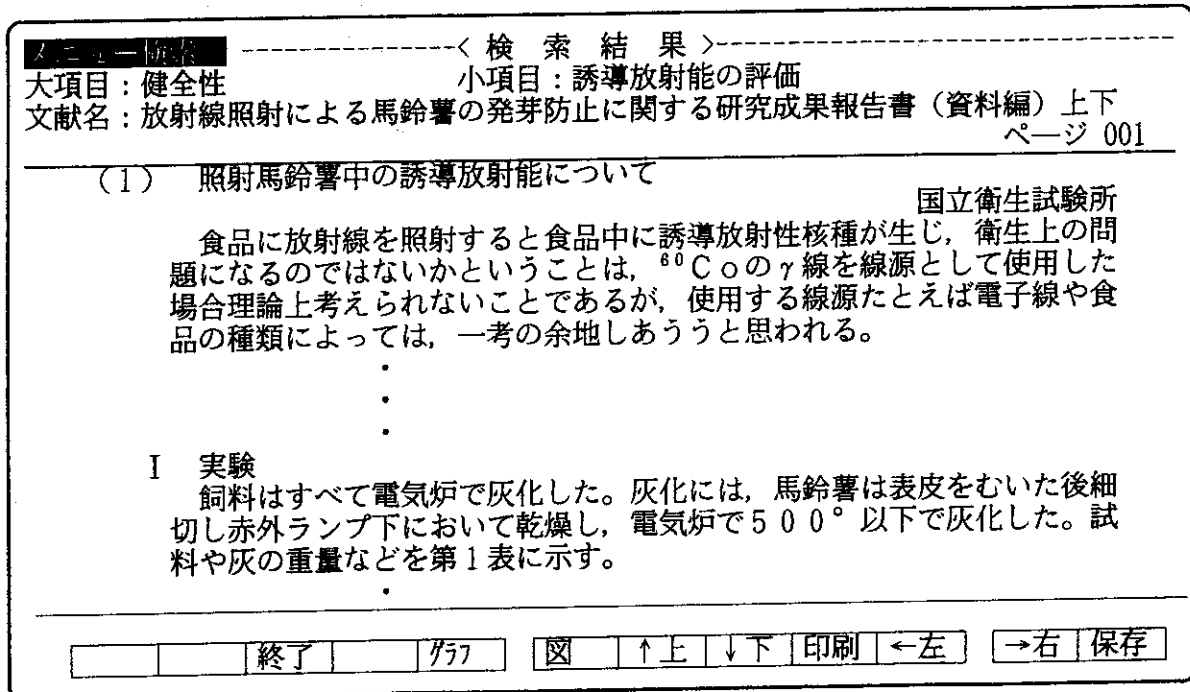 メニュー検索 ----------------< 検 索 結 果 >----------------------------------
大項目：健全性 小項目：誘導放射能の評価
文献名：放射線照射による馬鈴薯の発芽防止に関する研究成果報告書（資料編）上下
ページ 001
（1） 照射馬鈴薯中の誘導放射能について
国立衛生試験所
食品に放射線を照射すると食品中に誘導放射性核種が生じ，衛生上の問
題になるのではないかということは，⁶⁰Ｃｏのγ線を線源として使用した
場合理論上考えられないことであるが，使用する線源たとえば電子線や食
品の種類によっては，一考の余地しあううと思われる。
・
・
・
Ｉ 実験
飼料はすべて電気炉で灰化した。灰化には，馬鈴薯は表皮をむいた後細
切し赤外ランプ下において乾燥し，電気炉で５００°以下で灰化した。試
料や灰の重量などを第１表に示す。
・
終了 グラフ 図 ↑上 ↓下 印刷 ←左 →右 保存